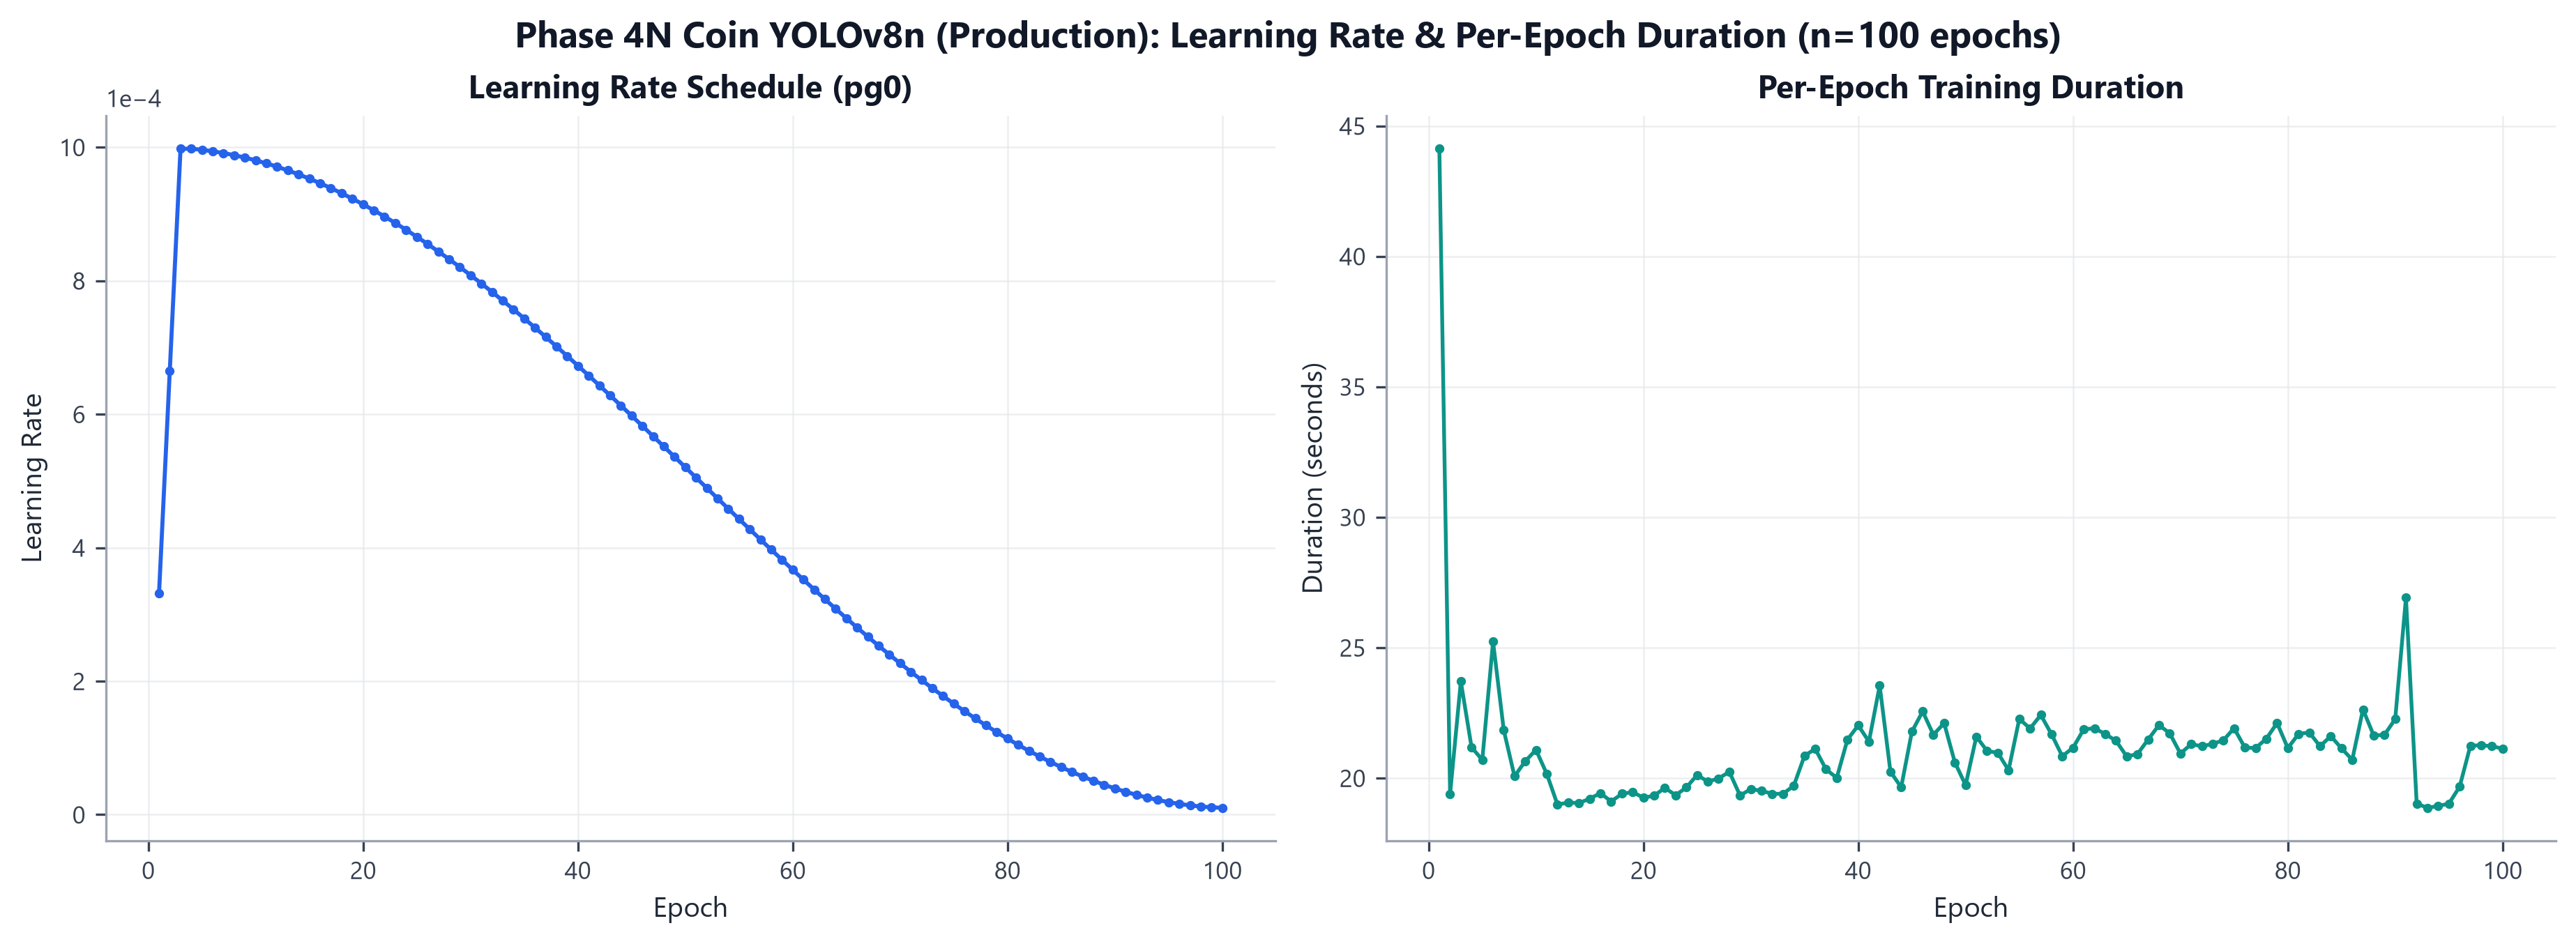 Phase 4N Coin YOLOv8n (Production): Learning Rate & Per-Epoch Duration (n=100 epochs)
Learning Rate Schedule (pg0)
1e−4
10
8
6
4
2
0
Learning Rate
0 20 40 60 80 100
Epoch
Per-Epoch Training Duration
45
40
35
30
25
20
Duration (seconds)
0 20 40 60 80 100
Epoch